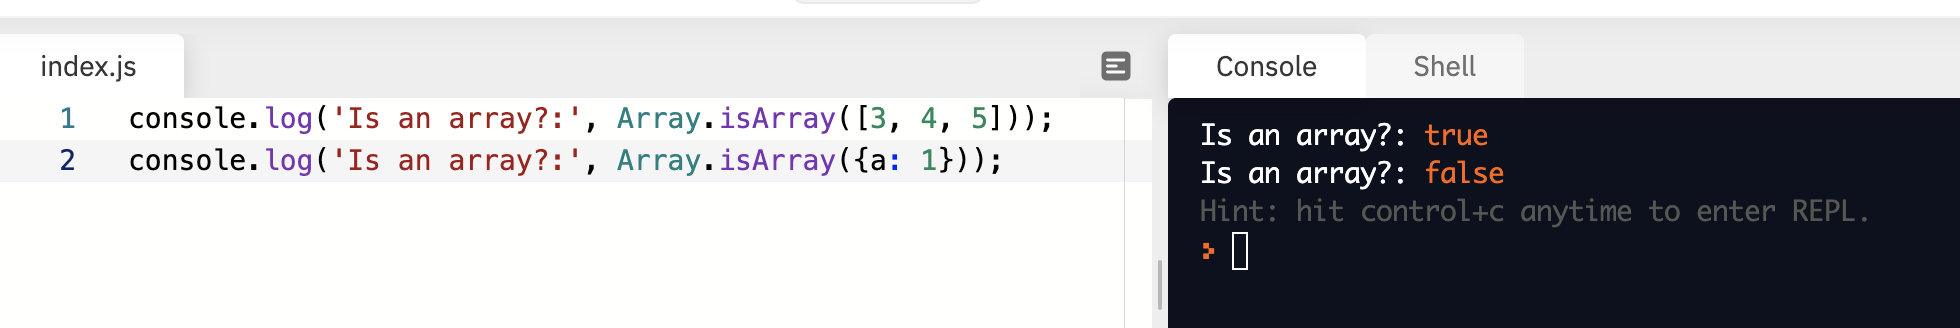 index.js
1 console.log('Is an array?:', Array.isArray([3, 4, 5]));
2 console.log('Is an array?:', Array.isArray({a: 1}));
Console
Shell
Is an array?: true
Is an array?: false
Hint: hit control+c anytime to enter REPL.